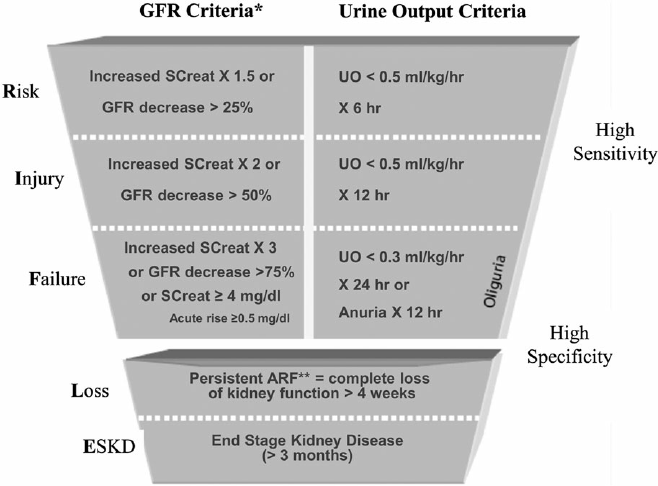 GFR Criteria*
Urine Output Criteria
Risk
Increased SCreat X 1.5 or
GFR decrease > 25%
UO < 0.5 ml/kg/hr
X 6 hr
High
Sensitivity
Injury
Increased SCreat X 2 or
GFR decrease > 50%
UO < 0.5 ml/kg/hr
X 12 hr
Failure
Increased SCreat X 3
or GFR decrease >75%
or SCreat ≥ 4 mg/dl
Acute rise ≥0.5 mg/dl
UO < 0.3 ml/kg/hr
X 24 hr or
Anuria X 12 hr
Oliguria
High
Specificity
Loss
Persistent ARF** = complete loss
of kidney function > 4 weeks
ESKD
End Stage Kidney Disease
(> 3 months)